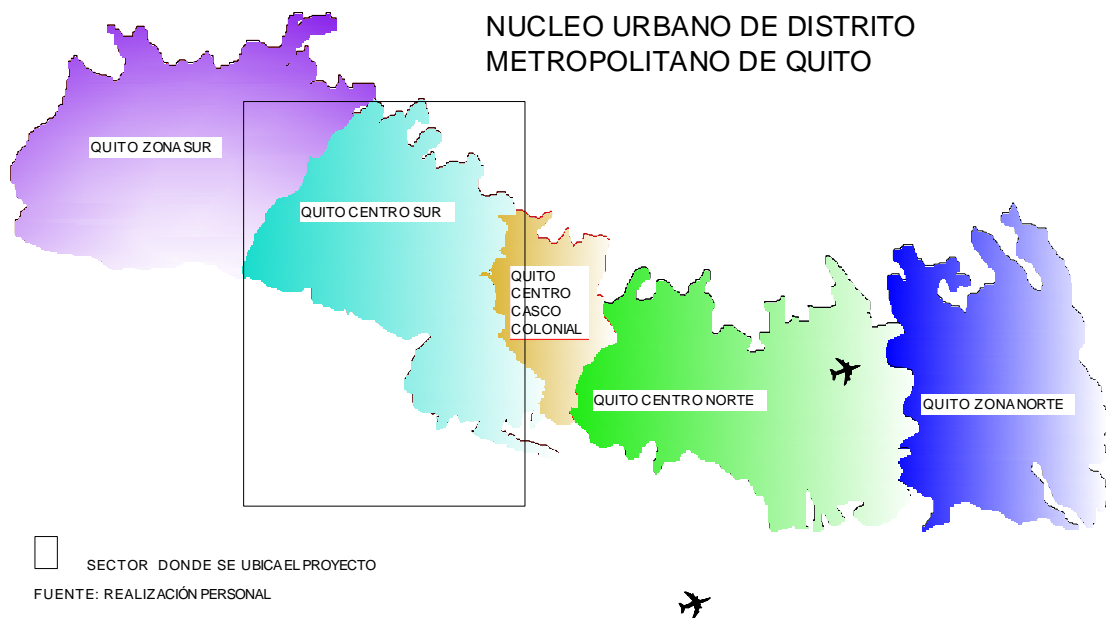 NUCLEO URBANO DE DISTRITO
METROPOLITANO DE QUITO
QUITO ZONA SUR
QUITO CENTRO SUR
QUITO
CENTRO
CASCO
COLONIAL
QUITO CENTRO NORTE
QUITO ZONA NORTE
SECTOR DONDE SE UBICA EL PROYECTO
FUENTE: REALIZACIÓN PERSONAL